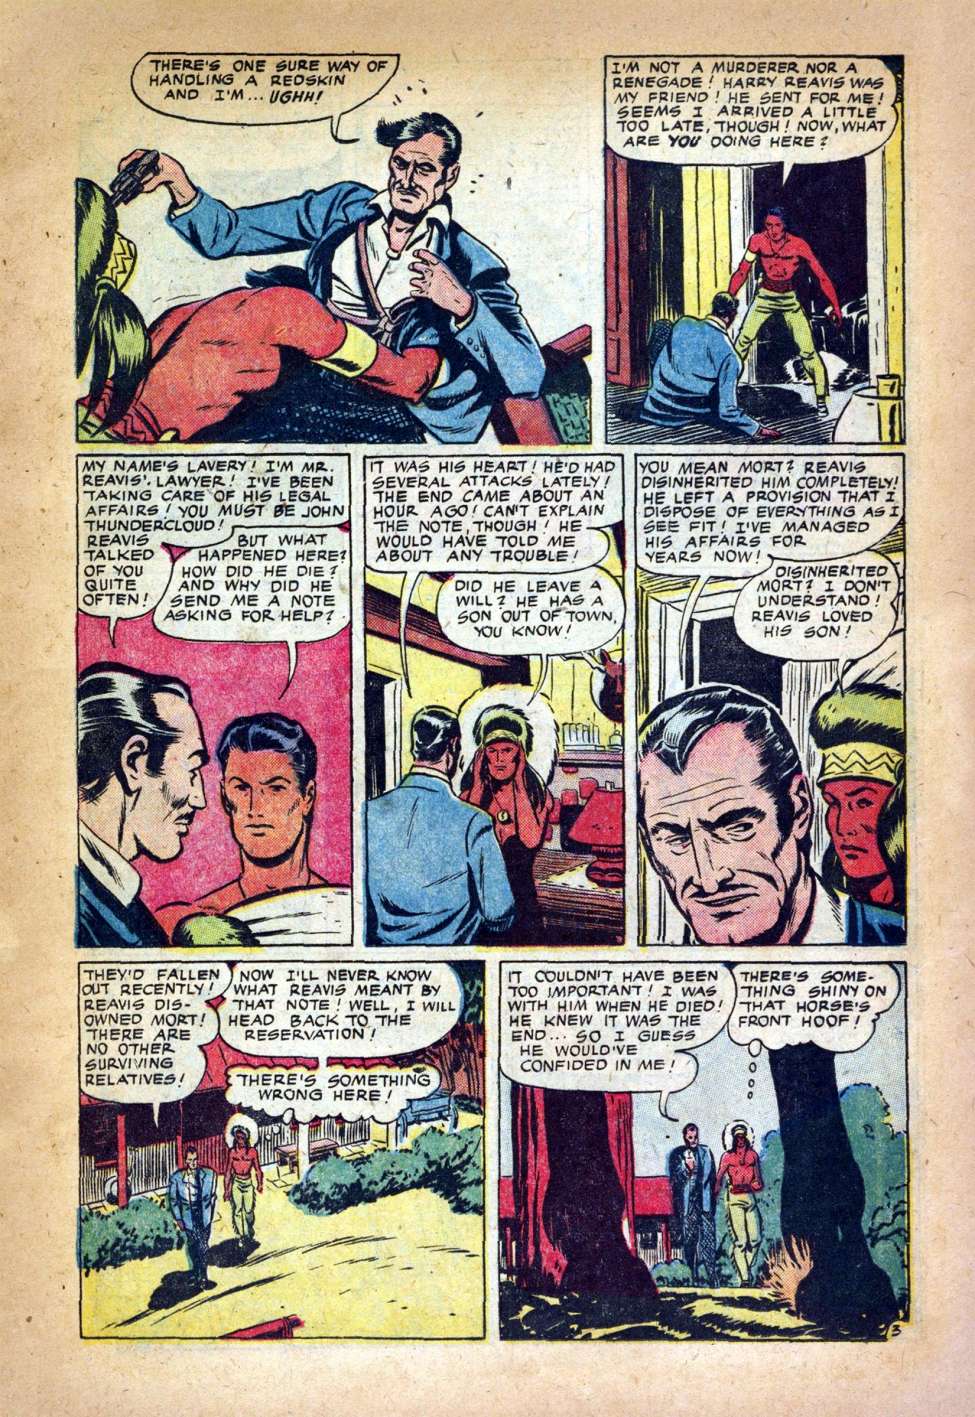 THERE'S ONE SURE WAY OF
HANDLING A REDSKIN
AND I'M... UGHH!
I'M NOT A MURDERER NOR A
RENEGADE! HARRY REAVIS WAS
MY FRIEND! HE SENT FOR ME!
SEEMS I ARRIVED A LITTLE
TOO LATE, THOUGH! NOW, WHAT
ARE YOU DOING HERE?
MY NAME'S LAVERY! I'M MR.
REAVIS', LAWYER! I'VE BEEN
TAKING CARE OF HIS LEGAL
AFFAIRS! YOU MUST BE JOHN
THUNDERCLOUD!
REAVIS
TALKED
OF YOU
QUITE
OFTEN!
BUT WHAT
HAPPENED HERE?
HOW DID HE DIE?
AND WHY DID HE
SEND ME A NOTE
ASKING FOR HELP?
IT WAS HIS HEART! HE'D HAD
SEVERAL ATTACKS LATELY!
THE END CAME ABOUT AN
HOUR AGO! CAN'T EXPLAIN
THE NOTE, THOUGH! HE
WOULD HAVE TOLD ME
ABOUT ANY TROUBLE!
DID HE LEAVE A
WILL? HE HAS A
SON OUT OF TOWN,
YOU KNOW!
YOU MEAN MORT? REAVIS
DISINHERITED HIM COMPLETELY!
HE LEFT A PROVISION THAT I
DISPOSE OF EVERYTHING AS I
SEE FIT! I'VE MANAGED
HIS AFFAIRS FOR
YEARS NOW!
DISINHERITED
MORT? I DON'T
UNDERSTAND!
REAVIS LOVED
HIS SON!
THEY'D FALLEN
OUT RECENTLY!
REAVIS DIS-
OWNED MORT!
THERE ARE
NO OTHER
SURVIVING
RELATIVES!
NOW I'LL NEVER KNOW
WHAT REAVIS MEANT BY
THAT NOTE! WELL, I WILL
HEAD BACK TO THE
RESERVATION!
THERE'S SOMETHING
WRONG HERE!
IT COULDN'T HAVE BEEN
TOO IMPORTANT! I WAS
WITH HIM WHEN HE DIED!
HE KNEW IT WAS THE
END... SO I GUESS
HE WOULD'VE
CONFIDED IN ME!
THERE'S SOME-
THING SHINY ON
THAT HORSE'S
FRONT HOOF!
3